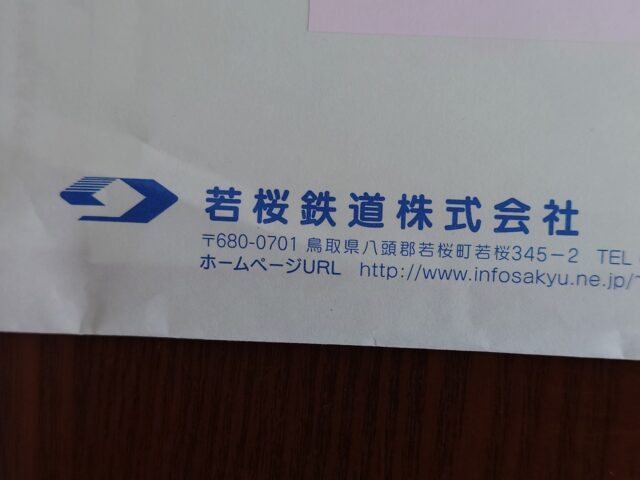 若桜鉄道株式会社
〒680-0701 鳥取県八頭郡若桜町若桜345−2 TEL
ホームページURL http://www.infosakyu.ne.jp/